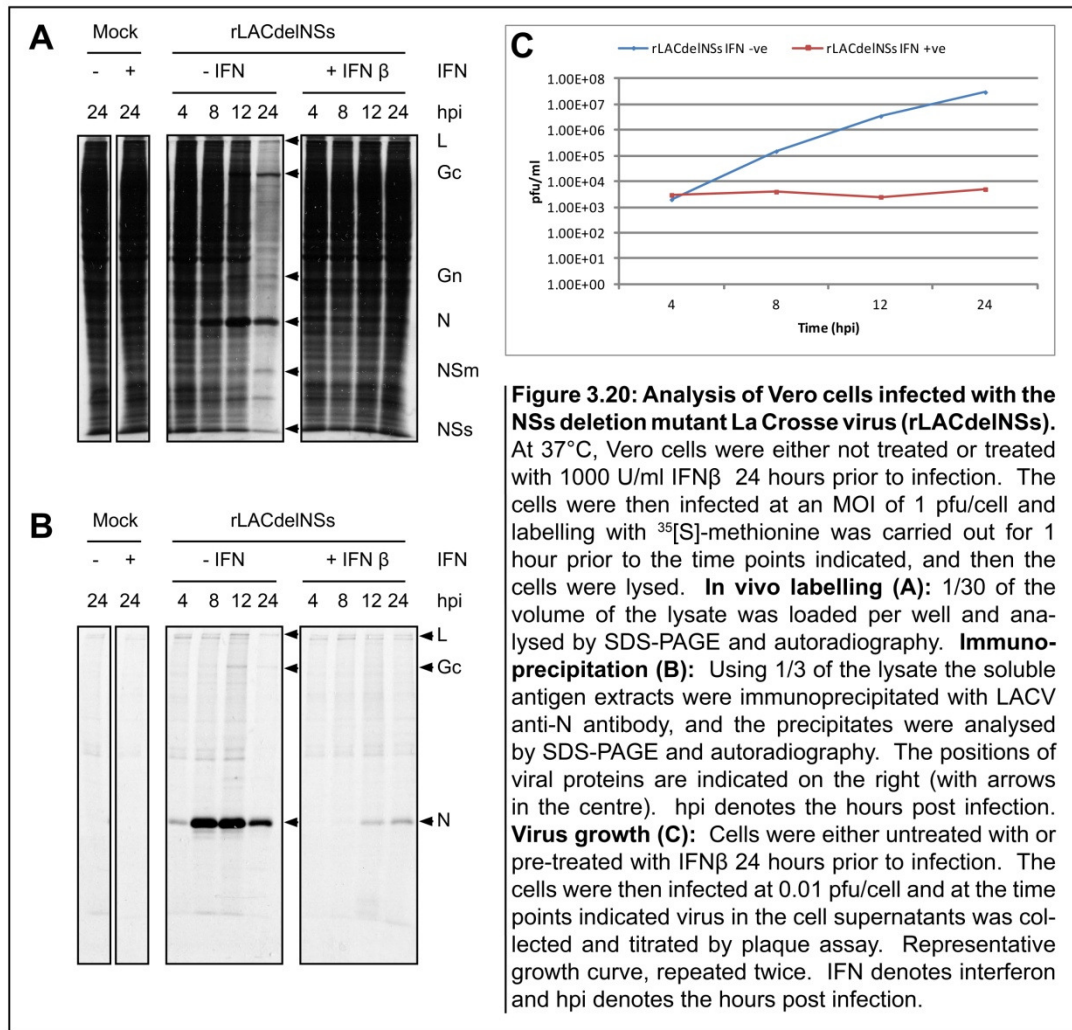 A
Mock
rLACdelNSs
- IFN
+ IFN β
- + IFN
24 24 4 8 12 24 4 8 12 24 hpi
L
Gc
Gn
N
NSm
NSs
B
Mock
rLACdelNSs
- IFN
+ IFN β
- + IFN
24 24 4 8 12 24 4 8 12 24 hpi
L
Gc
N
C
rLACdelNSs IFN -ve
rLACdelNSs IFN +ve
1.00E+08
1.00E+07
1.00E+06
1.00E+05
1.00E+04
1.00E+03
1.00E+02
1.00E+01
1.00E+00
pfu/ml
4 8 12 24
Time (hpi)
Figure 3.20: Analysis of Vero cells infected with the
NSs deletion mutant La Crosse virus (rLACdelNSs).
At 37°C, Vero cells were either not treated or treated
with 1000 U/ml IFNβ 24 hours prior to infection. The
cells were then infected at an MOI of 1 pfu/cell and
labelling with ³⁵[S]-methionine was carried out for 1
hour prior to the time points indicated, and then the
cells were lysed. In vivo labelling (A): 1/30 of the
volume of the lysate was loaded per well and ana-
lysed by SDS-PAGE and autoradiography. Immuno-
precipitation (B): Using 1/3 of the lysate the soluble
antigen extracts were immunoprecipitated with LACV
anti-N antibody, and the precipitates were analysed
by SDS-PAGE and autoradiography. The positions of
viral proteins are indicated on the right (with arrows
in the centre). hpi denotes the hours post infection.
Virus growth (C): Cells were either untreated with or
pre-treated with IFNβ 24 hours prior to infection. The
cells were then infected at 0.01 pfu/cell and at the time
points indicated virus in the cell supernatants was col-
lected and titrated by plaque assay. Representative
growth curve, repeated twice. IFN denotes interferon
and hpi denotes the hours post infection.